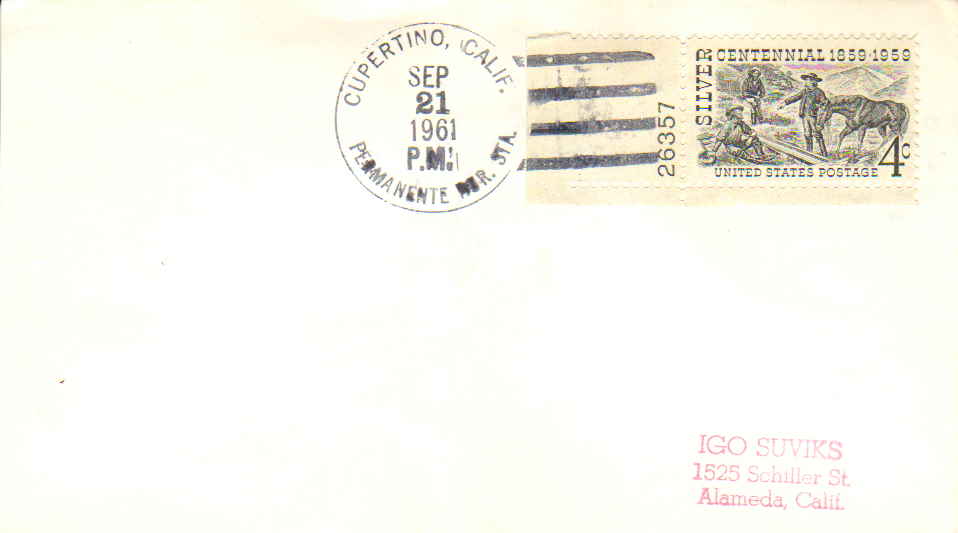 CUPERTINO, CALIF.
SEP
21
1961
P.M.
PERMANENTE RUR. STA.
26357
SILVER
CENTENNIAL 1859-1959
4c
UNITED STATES POSTAGE
IGO SUVIKS
1525 Schiller St.
Alameda, Calif.